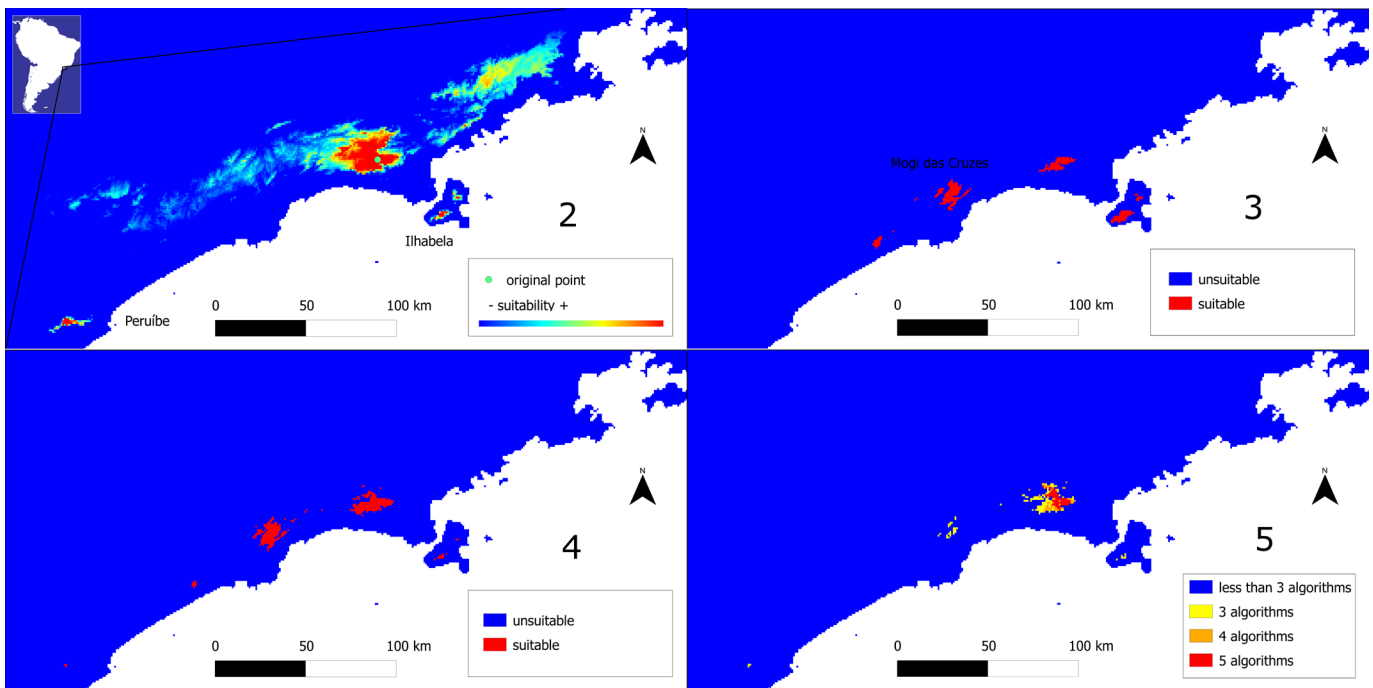 N
2
Ilhabela
original point
- suitability +
0 50 100 km
Peruíbe
N
Mogi das Cruzes
3
unsuitable
suitable
0 50 100 km
N
4
unsuitable
suitable
0 50 100 km
N
5
less than 3 algorithms
3 algorithms
4 algorithms
5 algorithms
0 50 100 km